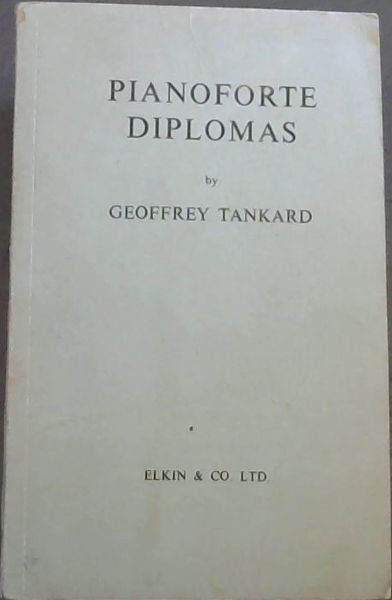 PIANOFORTE
DIPLOMAS
by
GEOFFREY TANKARD
ELKIN & CO LTD.